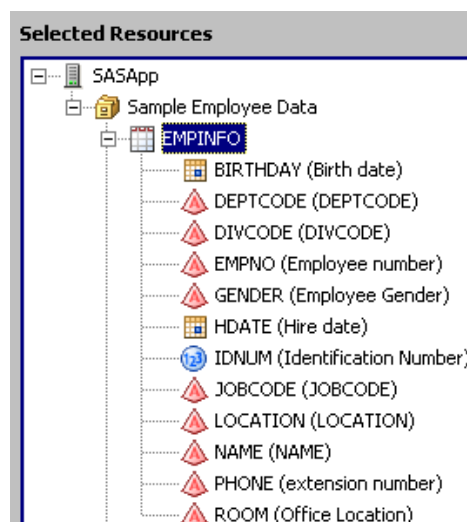 Selected Resources
SASApp
Sample Employee Data
EMPINFO
BIRTHDAY (Birth date)
DEPTCODE (DEPTCODE)
DIVCODE (DIVCODE)
EMPNO (Employee number)
GENDER (Employee Gender)
HDATE (Hire date)
123 IDNUM (Identification Number)
JOBCODE (JOBCODE)
LOCATION (LOCATION)
NAME (NAME)
PHONE (extension number)
ROOM (Office Location)